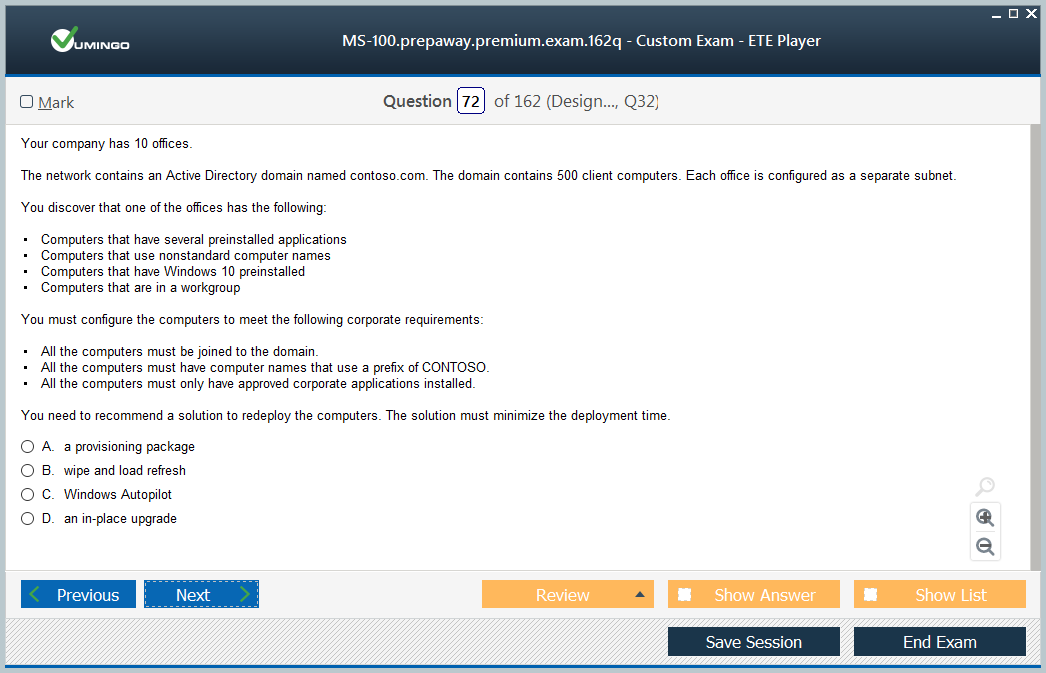 VUMINGO
MS-100.prepaway.premium.exam.162q - Custom Exam - ETE Player
Mark
Question 72 of 162 (Design..., Q32)
Your company has 10 offices.
The network contains an Active Directory domain named contoso.com. The domain contains 500 client computers. Each office is configured as a separate subnet.
You discover that one of the offices has the following:
▪ Computers that have several preinstalled applications
▪ Computers that use nonstandard computer names
▪ Computers that have Windows 10 preinstalled
▪ Computers that are in a workgroup
You must configure the computers to meet the following corporate requirements:
▪ All the computers must be joined to the domain.
▪ All the computers must have computer names that use a prefix of CONTOSO.
▪ All the computers must only have approved corporate applications installed.
You need to recommend a solution to redeploy the computers. The solution must minimize the deployment time.
A. a provisioning package
B. wipe and load refresh
C. Windows Autopilot
D. an in-place upgrade
Previous
Next
Review
Show Answer
Show List
Save Session
End Exam